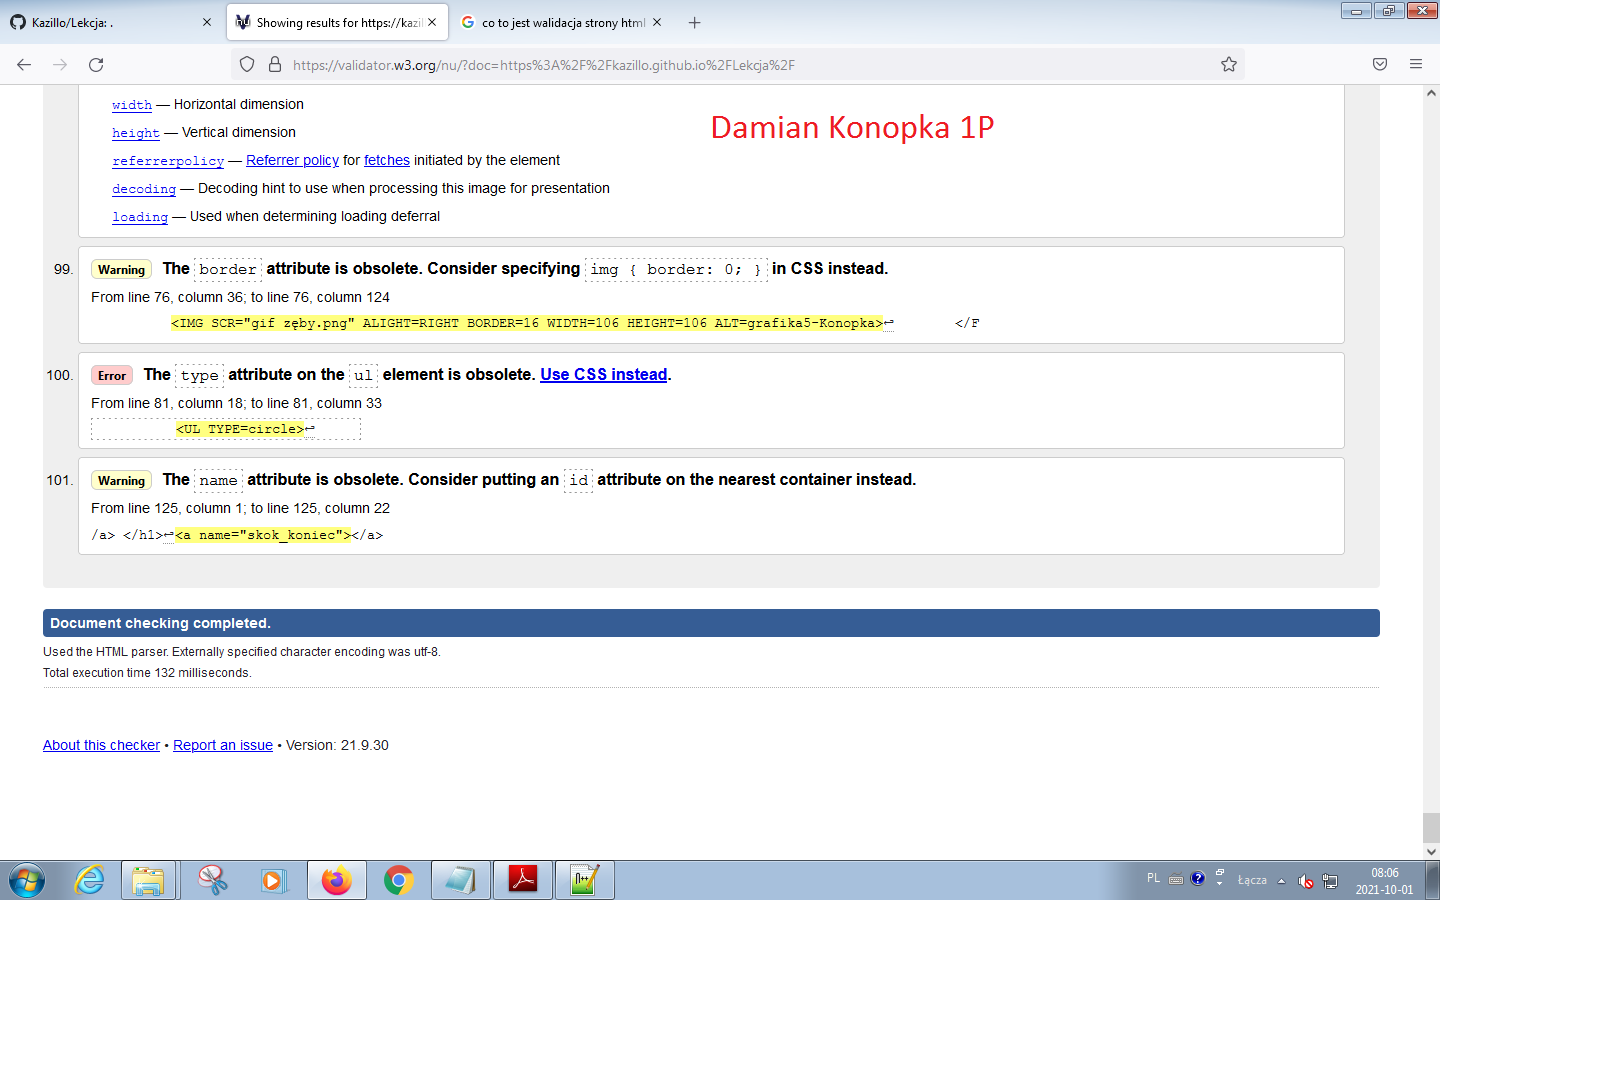 Kazillo/Lekcja: .
Showing results for https://kazil
co to jest walidacja strony html
https://validator.w3.org/nu/?doc=https%3A%2F%2Fkazillo.github.io%2FLekcja%2F
width — Horizontal dimension
Damian Konopka 1P
height — Vertical dimension
referrerpolicy — Referrer policy for fetches initiated by the element
decoding — Decoding hint to use when processing this image for presentation
loading — Used when determining loading deferral
99. Warning The border attribute is obsolete. Consider specifying img { border: 0; } in CSS instead.
From line 76, column 36; to line 76, column 124
<IMG SCR="gif zęby.png" ALIGHT=RIGHT BORDER=16 WIDTH=106 HEIGHT=106 ALT=grafika5-Konopka>↩ </F
100. Error The type attribute on the ul element is obsolete. Use CSS instead.
From line 81, column 18; to line 81, column 33
<UL TYPE=circle>↩
101. Warning The name attribute is obsolete. Consider putting an id attribute on the nearest container instead.
From line 125, column 1; to line 125, column 22
/a> </h1>↩<a name="skok_koniec"></a>
Document checking completed.
Used the HTML parser. Externally specified character encoding was utf-8.
Total execution time 132 milliseconds.
About this checker • Report an issue • Version: 21.9.30
PL
Łącza
08:06
2021-10-01